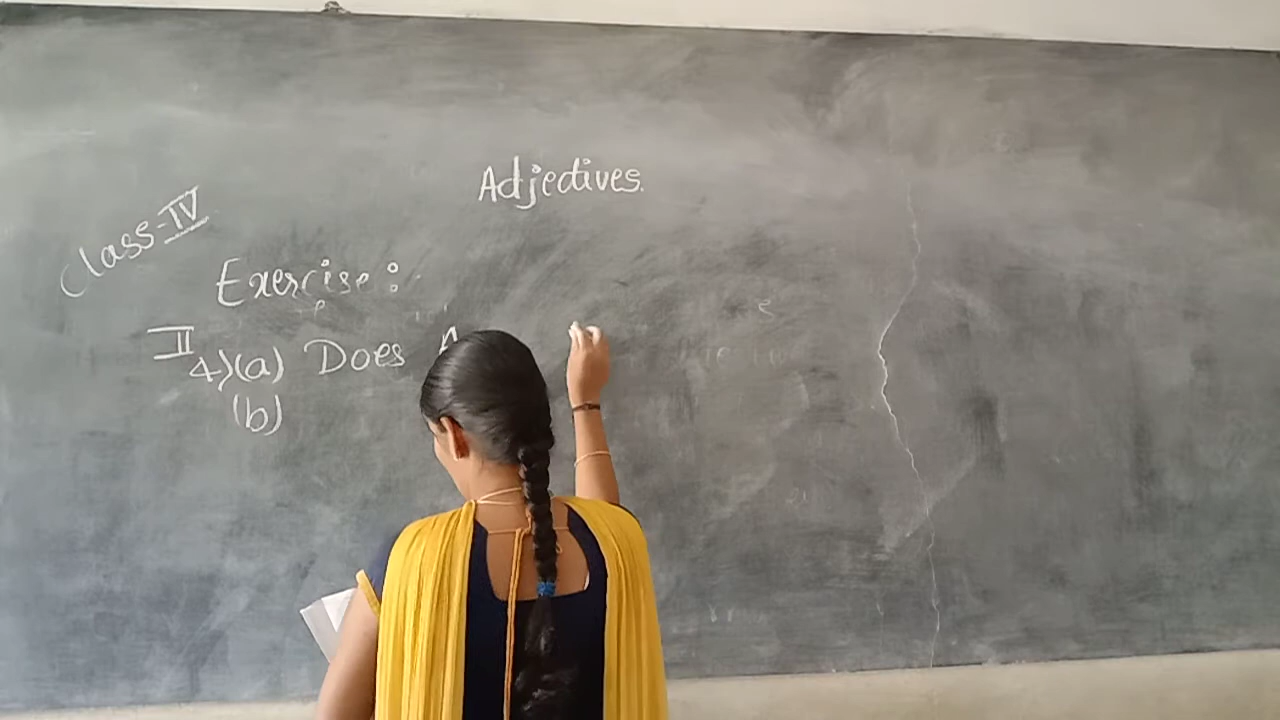 Adjectives.
Class-IV
Exercise:
II
4)(a) Does
(b)